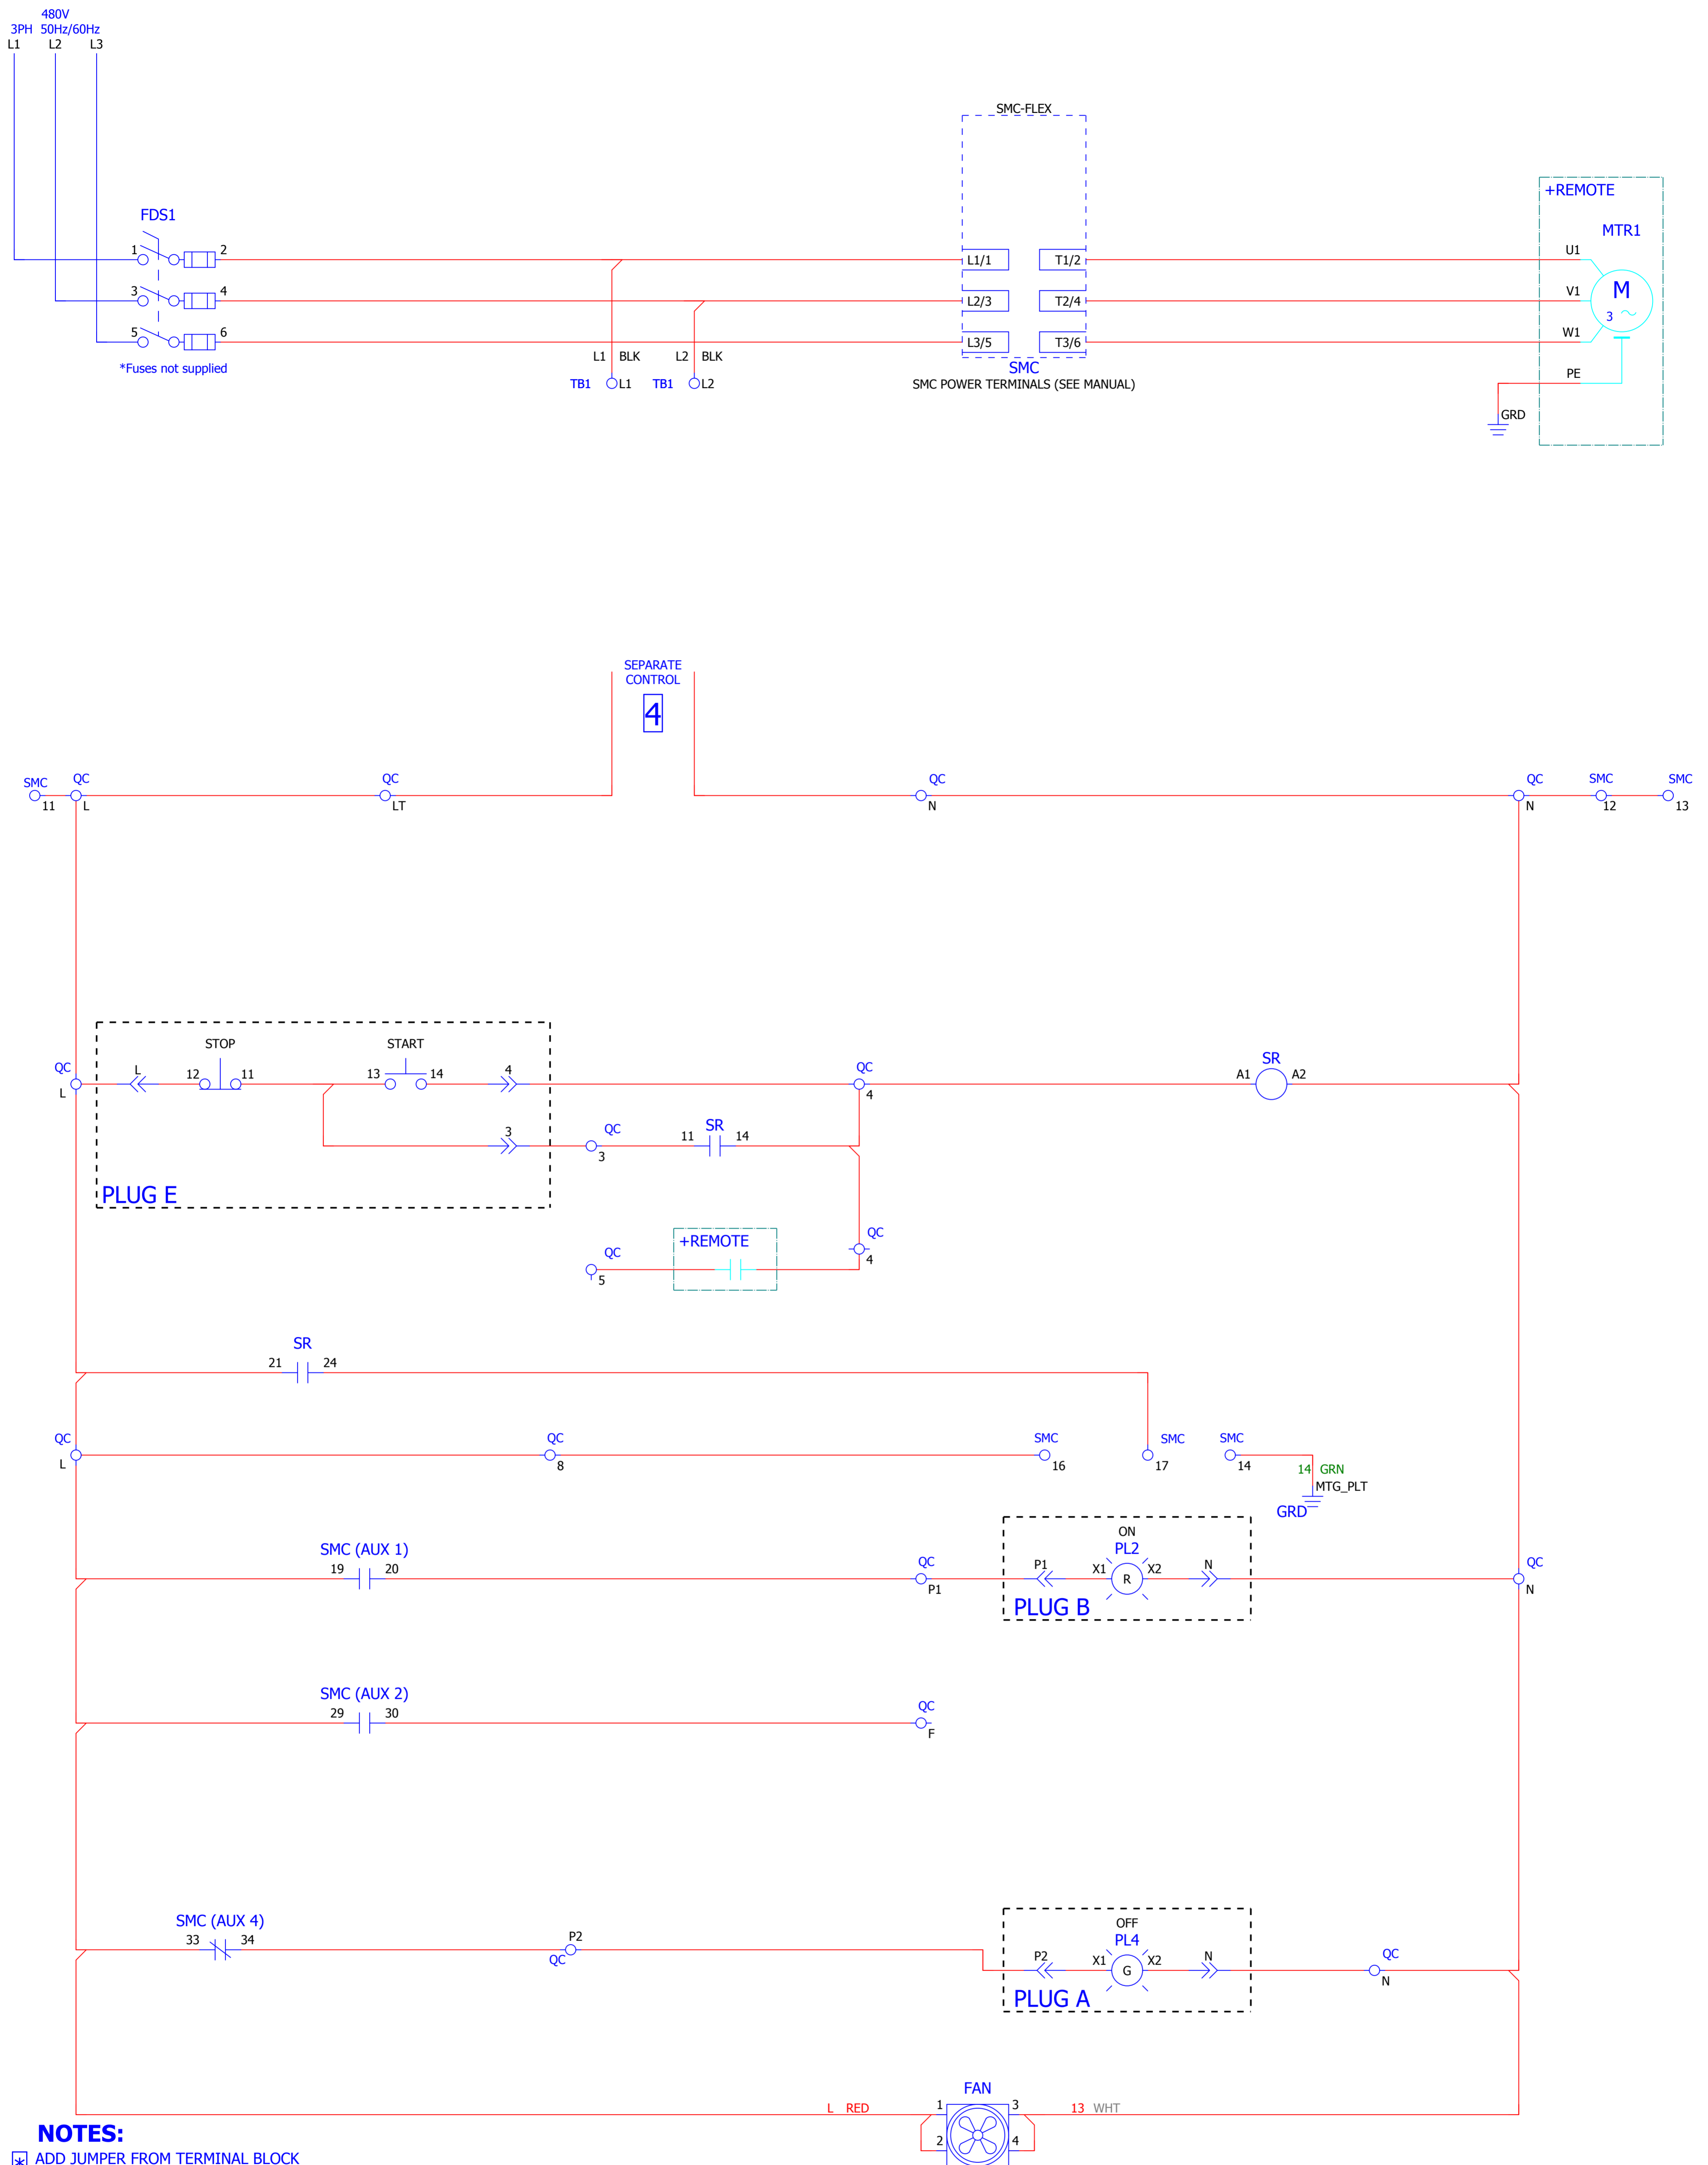 480V
3PH 50Hz/60Hz
L1 L2 L3
SMC-FLEX
+REMOTE
FDS1
MTR1
1 2 L1/1 T1/2 U1
3 4 L2/3 T2/4 V1 M
3
5 6 L3/5 T3/6 W1
L1 BLK L2 BLK
*Fuses not supplied
SMC
PE
TB1 L1 TB1 L2
SMC POWER TERMINALS (SEE MANUAL)
GRD
SEPARATE
CONTROL
4
SMC QC QC QC QC SMC SMC
11 L LT N N 12 13
STOP START
SR
QC L 12 11 13 14 4 QC A1 A2
L 4
SR
3 QC 11 14
3
PLUG E
QC
+REMOTE
QC
4
5
SR
21 24
QC QC SMC SMC SMC
L 8 16 17 14
14 GRN
MTG_PLT
GRD
ON
SMC (AUX 1) PL2
19 20 QC P1 X1 R X2 N QC
P1 N
PLUG B
SMC (AUX 2)
29 30 QC
F
SMC (AUX 4) OFF
33 34 P2 PL4
QC P2 X1 G X2 N QC
N
PLUG A
FAN
L RED 1 3 13 WHT
NOTES:
2 4
* ADD JUMPER FROM TERMINAL BLOCK